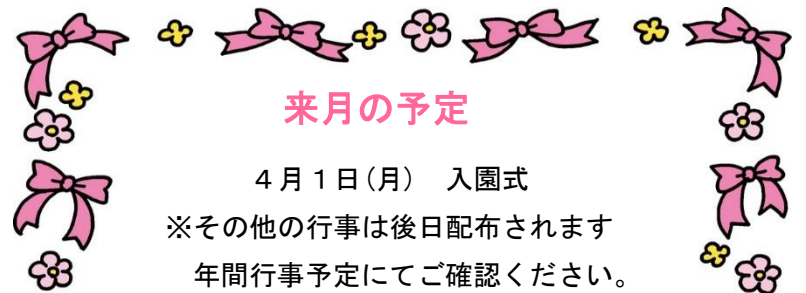 来月の予定
４月１日(月)　入園式
※その他の行事は後日配布されます
年間行事予定にてご確認ください。